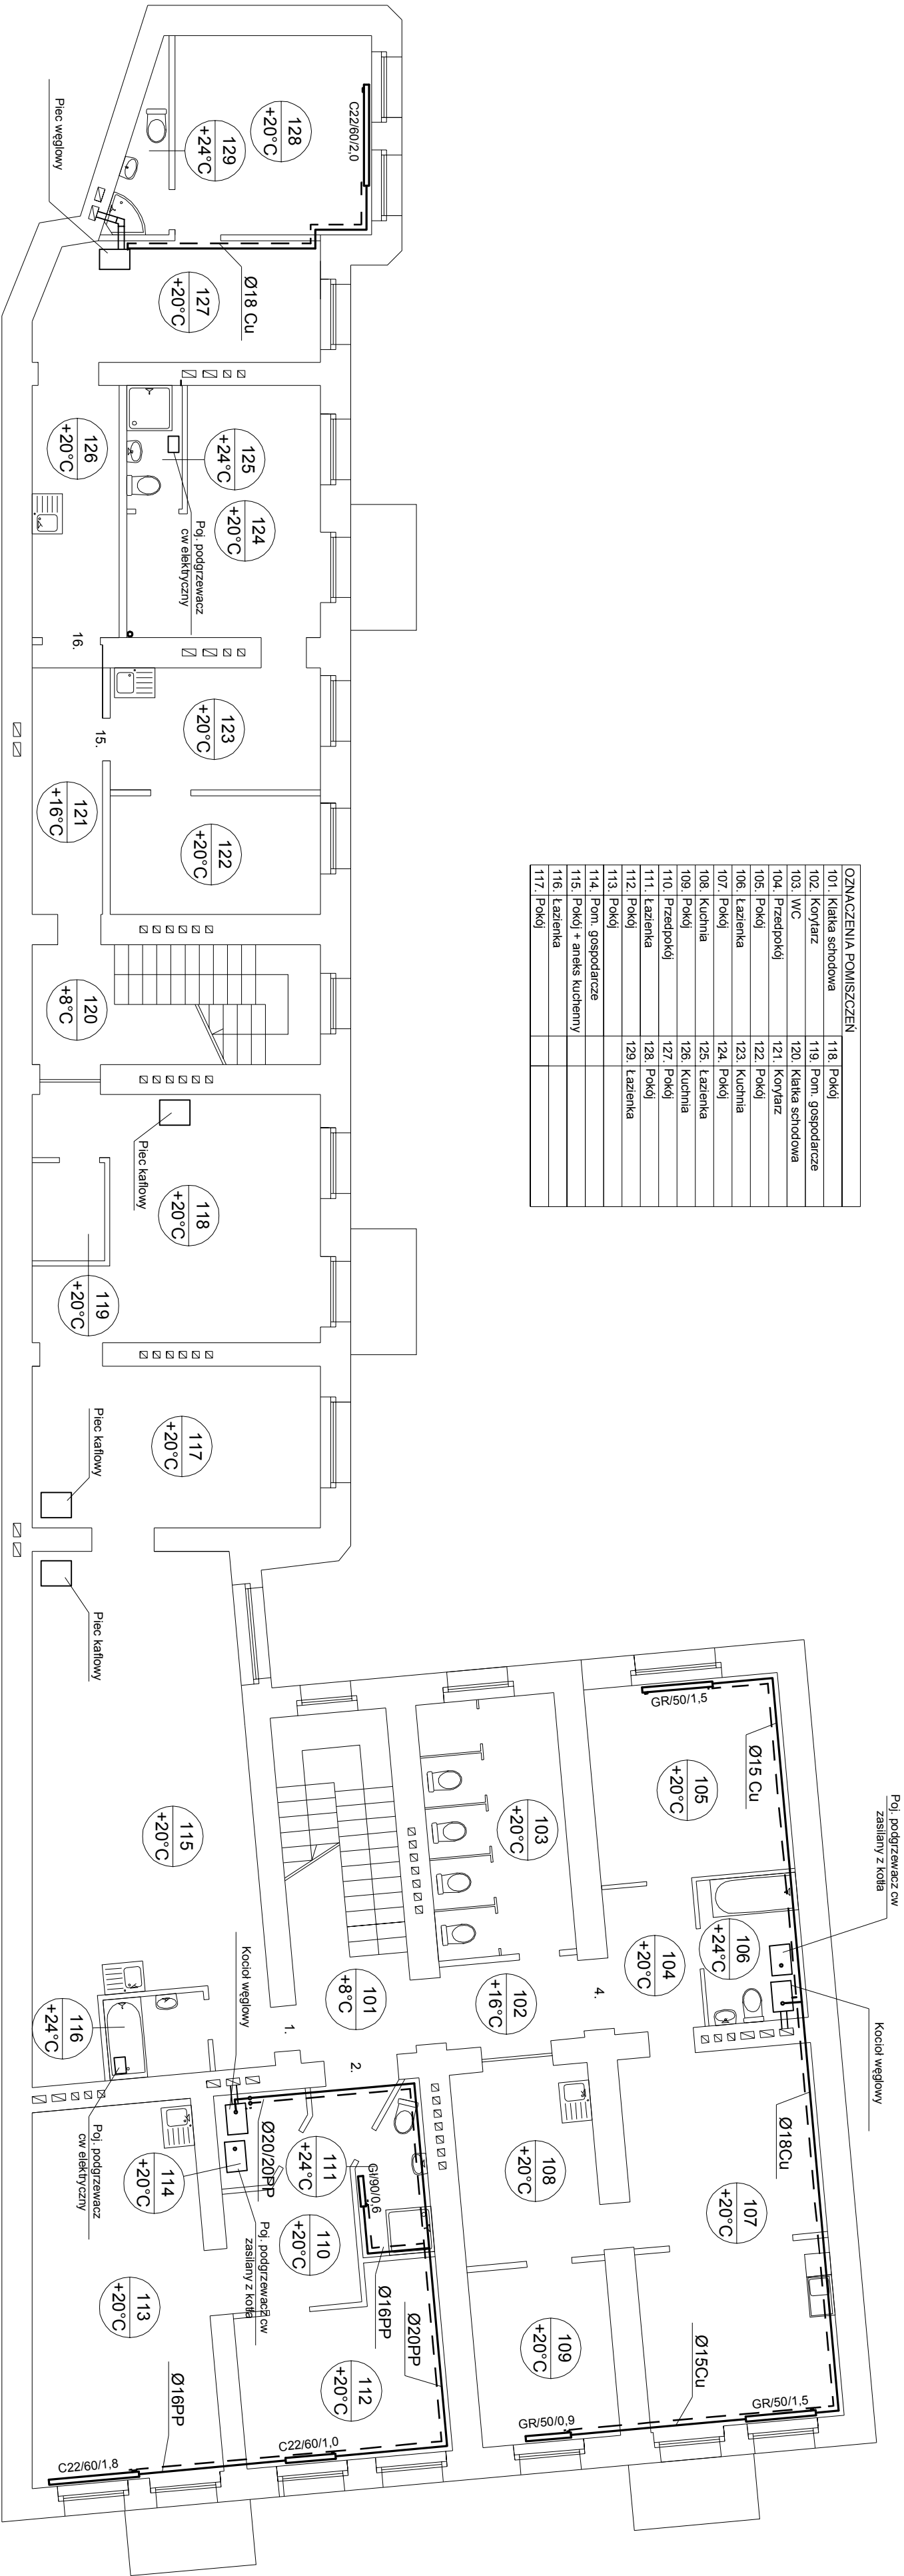 OZNACZENIA POMISZCZEŃ
101. Klatka schodowa
118. Pokój
102. Korytarz
119. Pom. gospodarcze
103. WC
120. Klatka schodowa
104. Przedpokój
121. Korytarz
105. Pokój
122. Pokój
106. Łazienka
123. Kuchnia
107. Pokój
124. Pokój
108. Kuchnia
125. Łazienka
109. Pokój
126. Kuchnia
110. Przedpokój
127. Pokój
111. Łazienka
128. Pokój
112. Pokój
129. Łazienka
113. Pokój
114. Pom. gospodarcze
115. Pokój + aneks kuchenny
116. Łazienka
117. Pokój
C22/60/2,0
128
+20°C
129
+24°C
Piec węglowy
Ø18 Cu
127
+20°C
126
+20°C
125
+24°C
124
+20°C
Poj. podgrzewacz
cw elektryczny
16.
15.
123
+20°C
122
+20°C
121
+16°C
120
+8°C
Piec kaflowy
118
+20°C
119
+20°C
117
+20°C
Piec kaflowy
Piec kaflowy
115
+20°C
116
+24°C
Poj. podgrzewacz
cw elektryczny
Kocioł węglowy
1.
2.
4.
101
+8°C
102
+16°C
103
+20°C
104
+20°C
105
+20°C
GR/50/1,5
Ø15 Cu
106
+24°C
Poj. podgrzewacz cw
zasilany z kotła
Kocioł węglowy
Ø18Cu
107
+20°C
108
+20°C
109
+20°C
Ø15Cu
GR/50/1,5
GR/50/0,9
Ø20/20PP
111
+24°C
GŁ/90/0,6
110
+20°C
Ø16PP
Ø20PP
112
+20°C
Poj. podgrzewacz cw
zasilany z kotła
114
+20°C
113
+20°C
Ø16PP
C22/60/1,0
C22/60/1,8